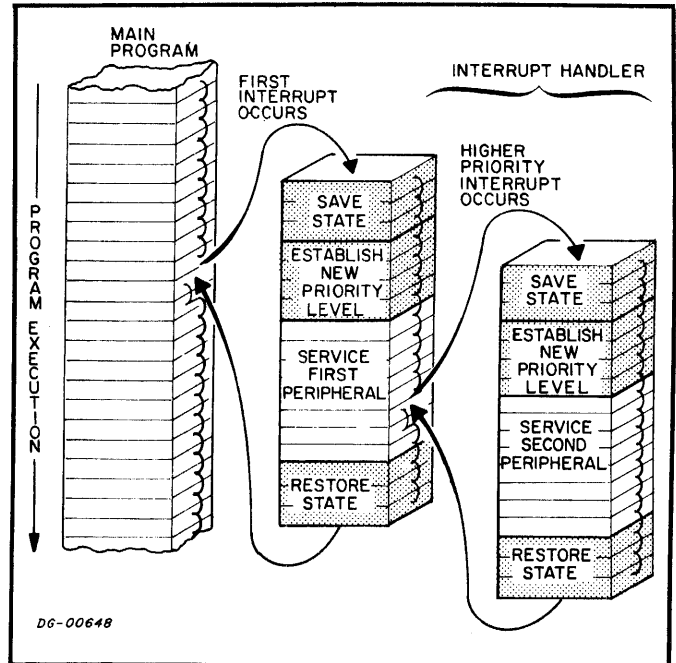 MAIN
PROGRAM
PROGRAM EXECUTION
FIRST
INTERRUPT
OCCURS
INTERRUPT HANDLER
SAVE
STATE
ESTABLISH
NEW
PRIORITY
LEVEL
SERVICE
FIRST
PERIPHERAL
RESTORE
STATE
HIGHER
PRIORITY
INTERRUPT
OCCURS
SAVE
STATE
ESTABLISH
NEW
PRIORITY
LEVEL
SERVICE
SECOND
PERIPHERAL
RESTORE
STATE
DG-00648